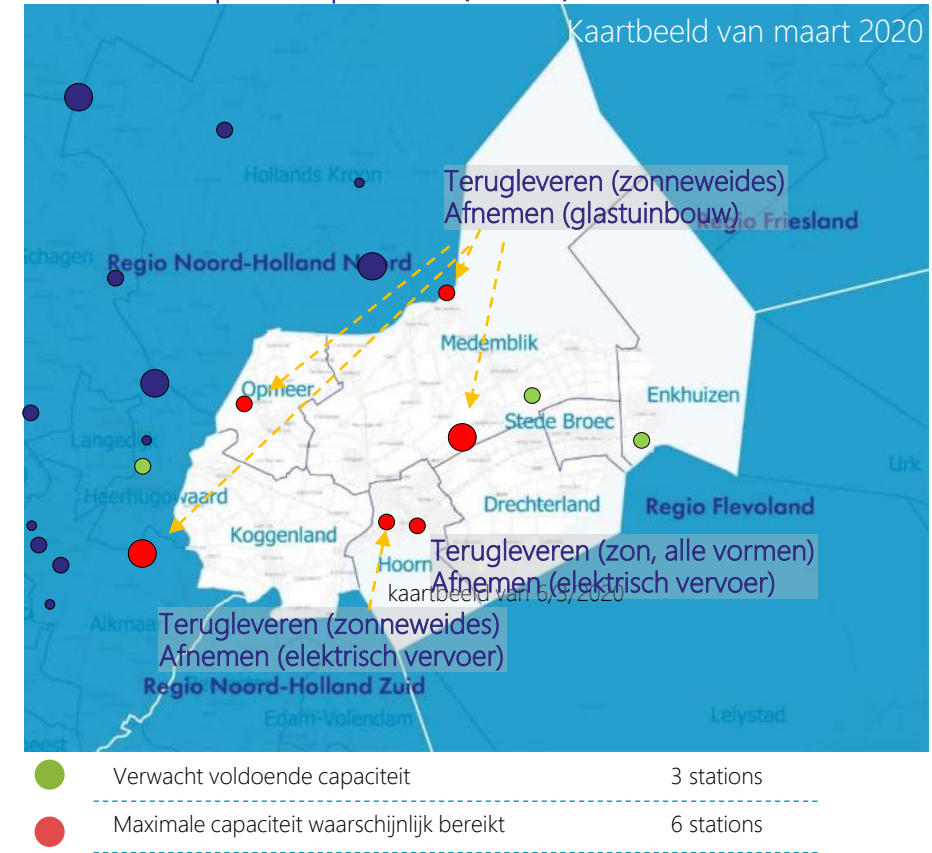 Kaartbeeld van maart 2020
Hollands Kroon
Terugleveren (zonneweides)
Afnemen (glastuinbouw)
Regio Friesland
Schagen
Regio Noord-Holland Noord
Medemblik
Opmeer
Enkhuizen
Stede Broec
Langedijk
Urk
Heerhugowaard
Drechterland
Regio Flevoland
Koggenland
Hoorn
Terugleveren (zon, alle vormen)
Afnemen (elektrisch vervoer)
kaartbeeld van 6/3/2020
Alkmaar
Terugleveren (zonneweides)
Afnemen (elektrisch vervoer)
Regio Noord-Holland Zuid
Edam-Volendam
Lelystad
Verwacht voldoende capaciteit 3 stations
Maximale capaciteit waarschijnlijk bereikt 6 stations